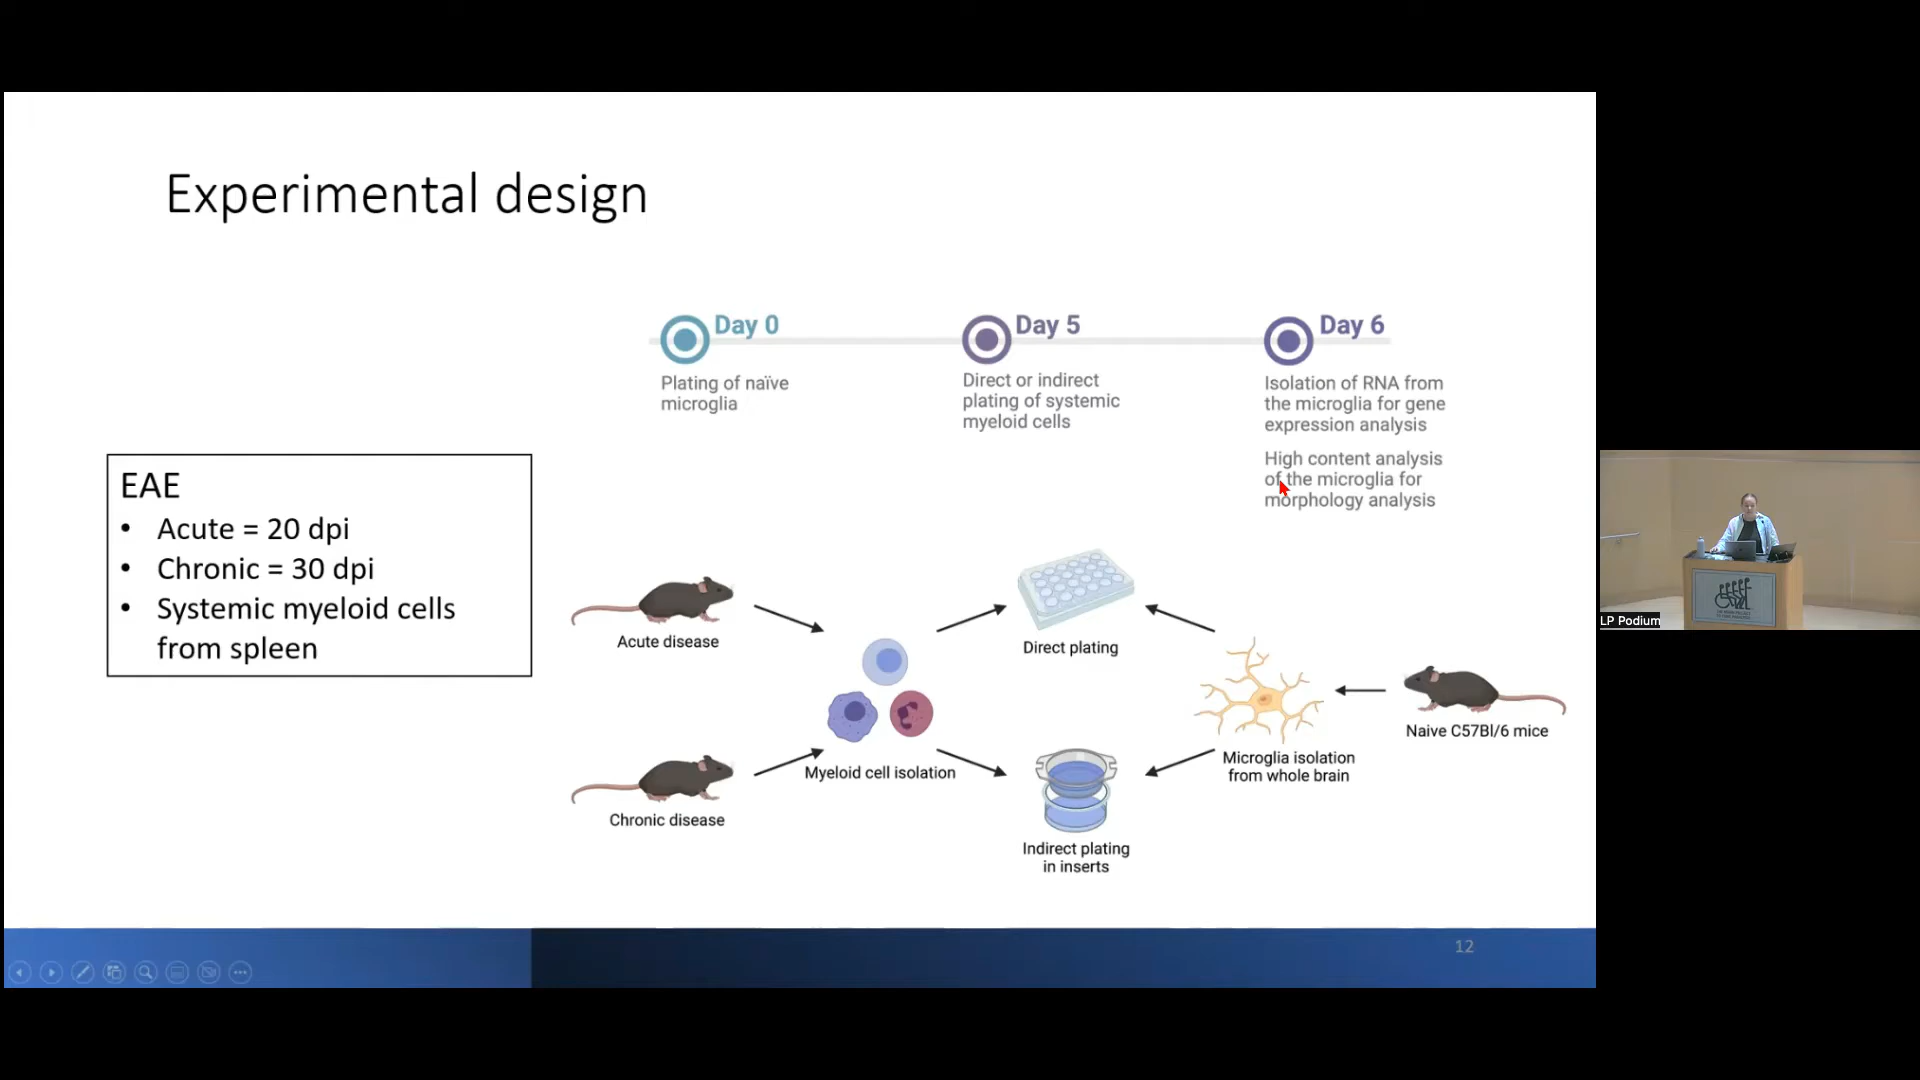 Experimental design
Day 0
Day 5
Day 6
Plating of naïve
microglia
Direct or indirect
plating of systemic
myeloid cells
Isolation of RNA from
the microglia for gene
expression analysis
High content analysis
of the microglia for
morphology analysis
EAE
• Acute = 20 dpi
• Chronic = 30 dpi
• Systemic myeloid cells
from spleen
Acute disease
Chronic disease
Myeloid cell isolation
Direct plating
Indirect plating
in inserts
Microglia isolation
from whole brain
Naive C57Bl/6 mice
12
LP Podium